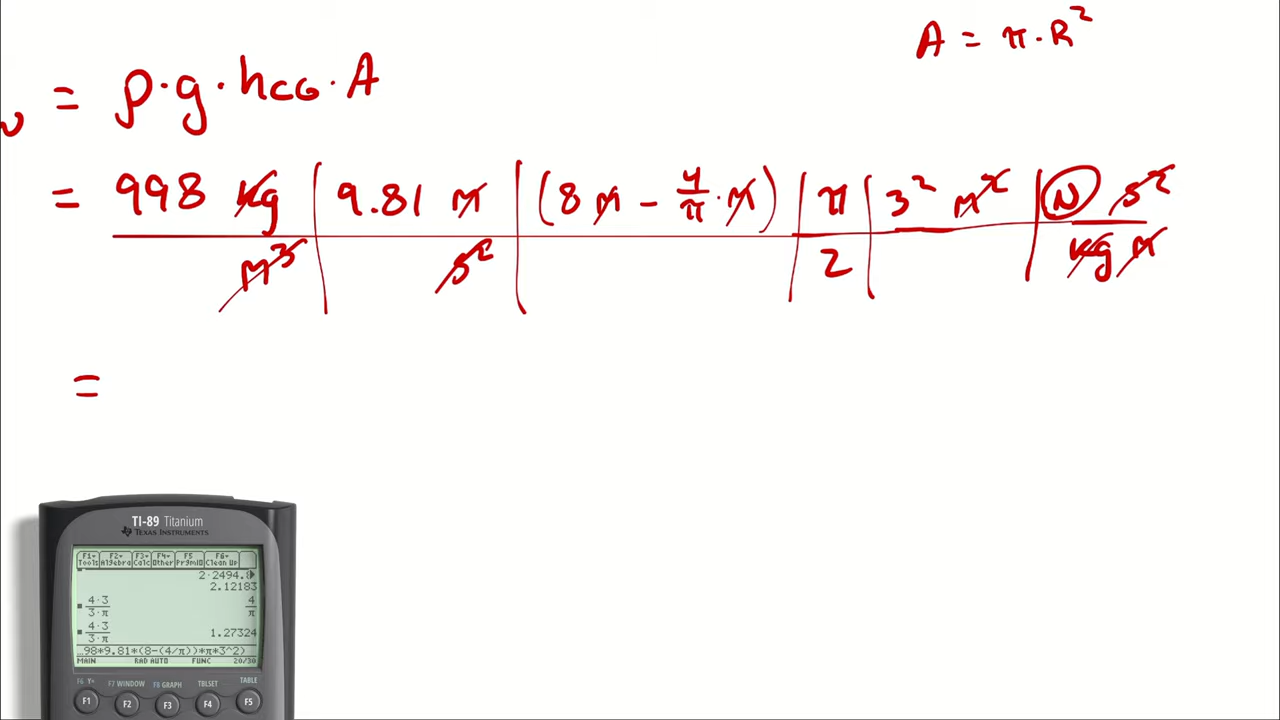 A = π·R²
= ρ·g·hcG·A
= 998 kg | 9.81 m | (8 m - 4/π · m) | π | 3² m² | N s²
m³ | s² | 2 | kg m
=
TI-89 Titanium
TEXAS INSTRUMENTS
F1▾ F2▾ F3▾ F4▾ F5 F6▾
Tools Algebra Calc Other PrgmIO Clean Up
2·2494.8▶
2.12183
4·3/3·π 4/π
4·3/3·π 1.27324
…98*9.81*(8-(4/π))*π*3^2)
MAIN RAD AUTO FUNC 20/30
F6 Y= F7 WINDOW F8 GRAPH TBLSET TABLE
F1 F2 F3 F4 F5